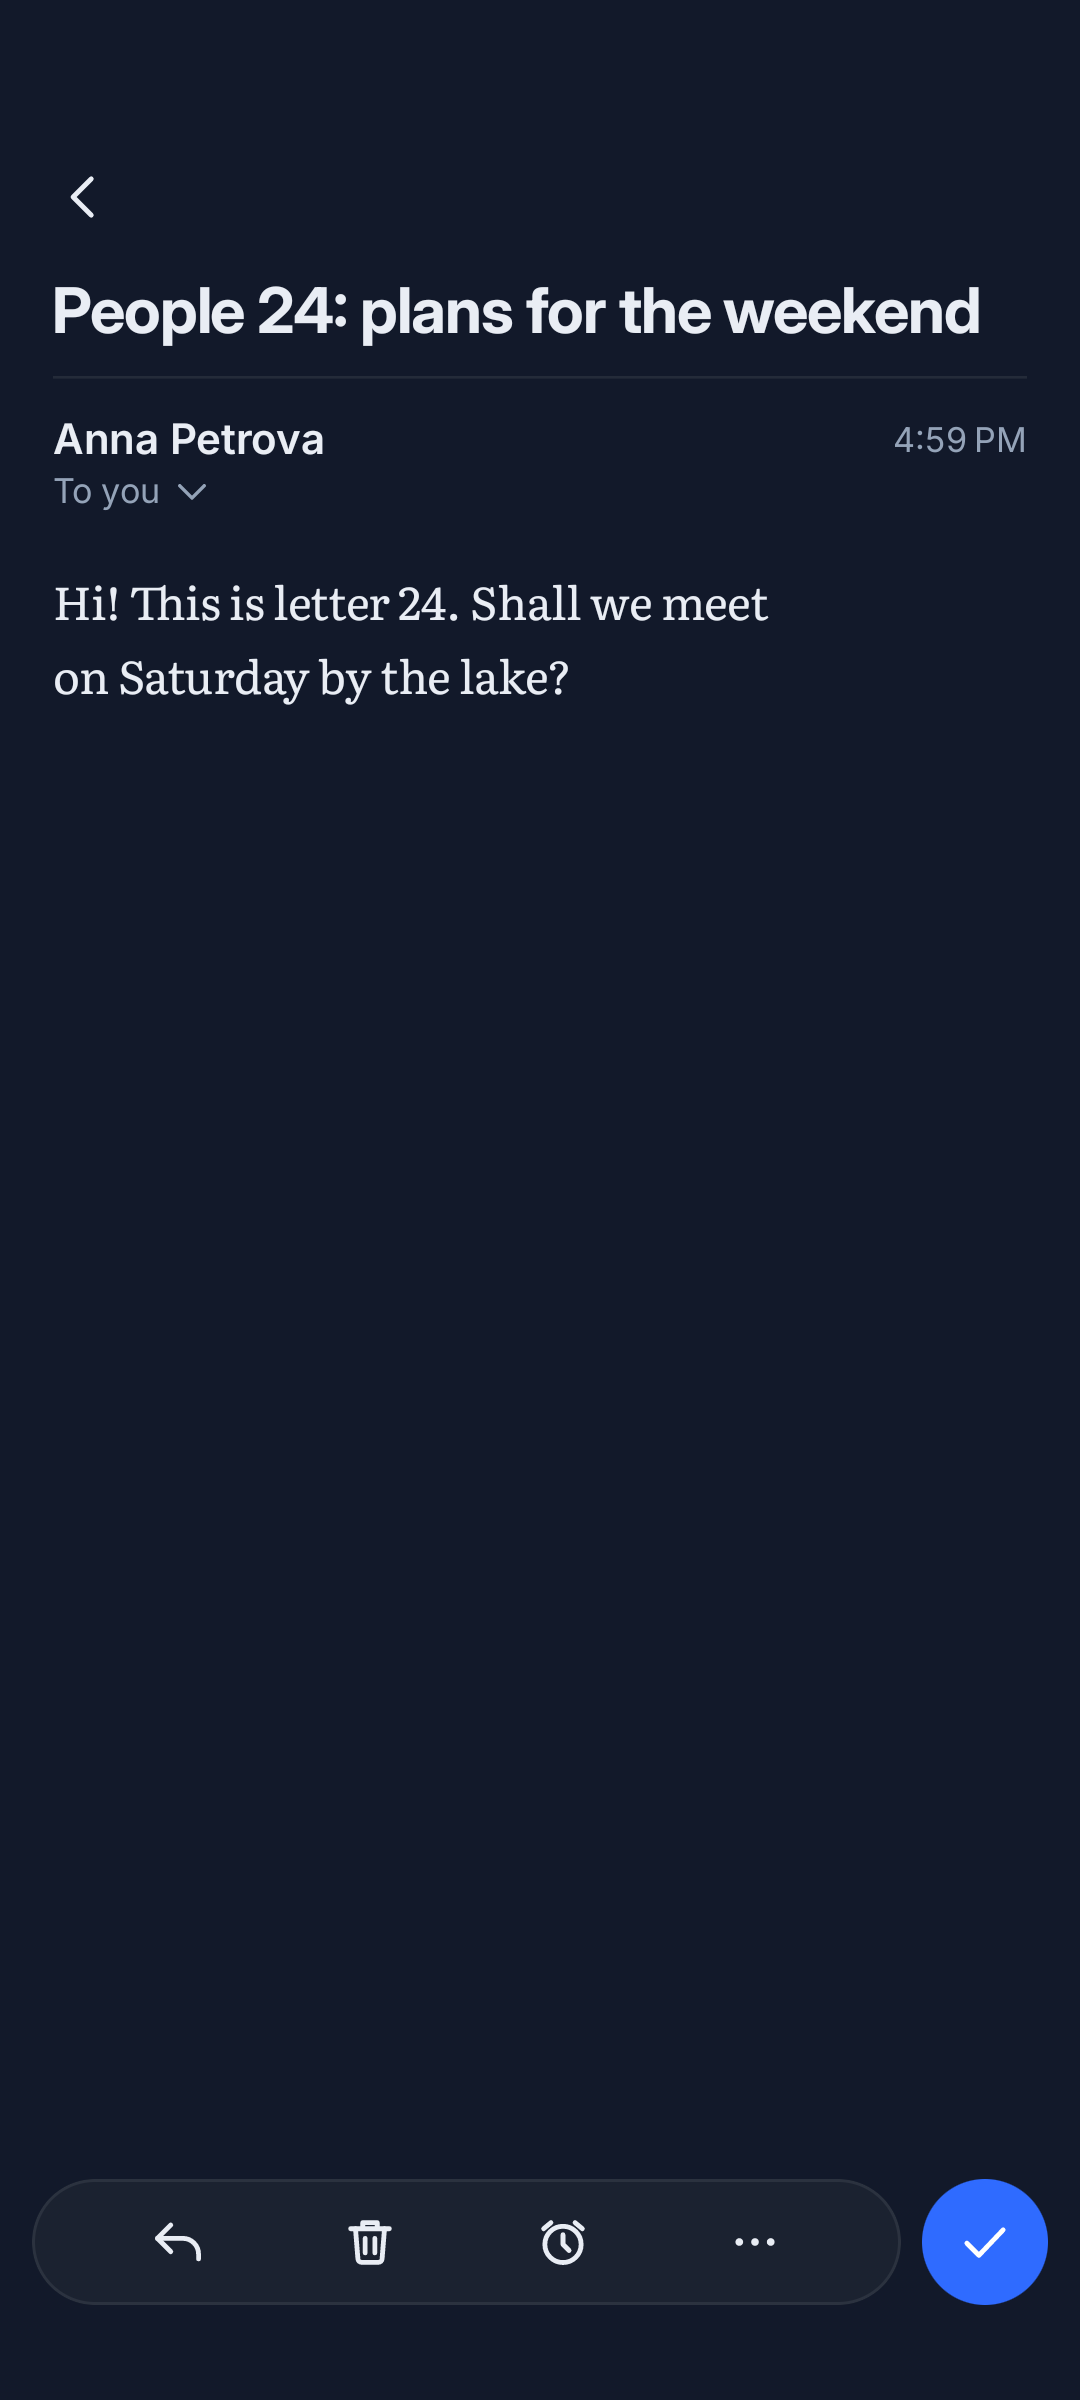 People 24: plans for the weekend
Anna Petrova
4:59 PM
To you
Hi! This is letter 24. Shall we meet
on Saturday by the lake?